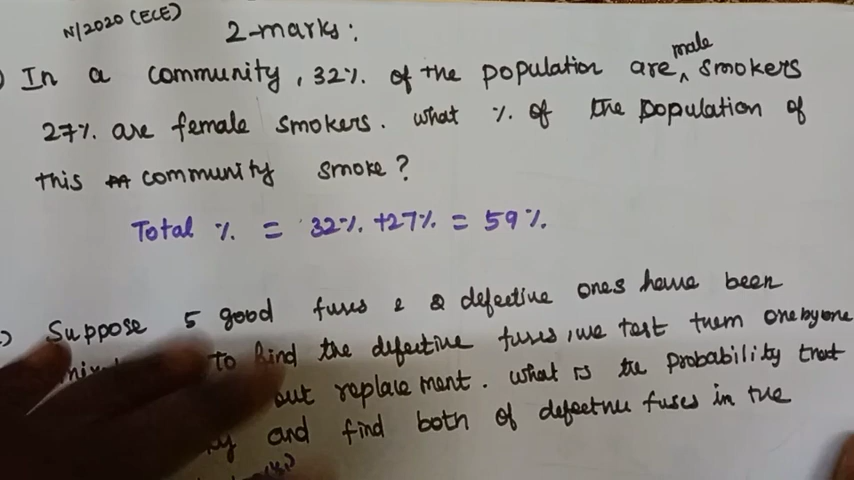 N/2020 (ECE)
2-marks:
) In a community, 32%. of the population are ^ male smokers
27%. are female smokers. what %. of the population of
this community smoke?
Total %. = 32%. +27%. = 59%.
.) Suppose 5 good fuses & 2 defective ones have been
to find the defective fuses, we test them one by one
out replacement. what is the probability that
and find both of defective fuses in the